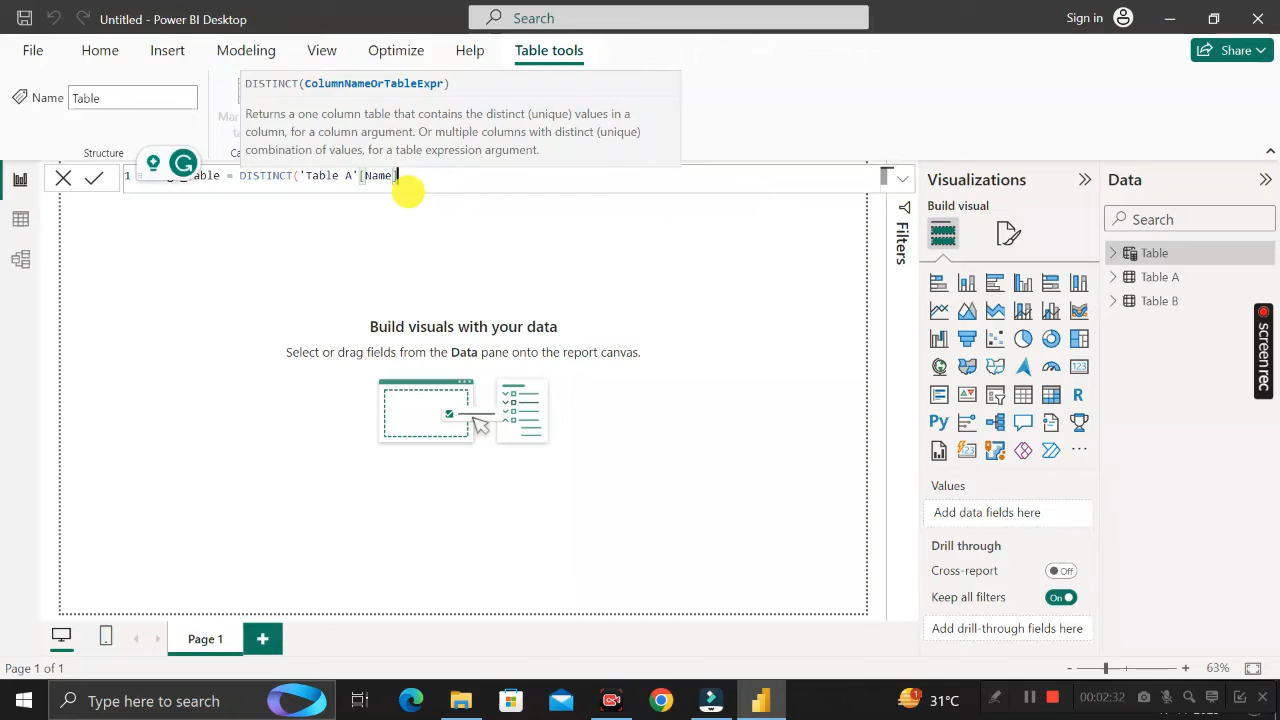 Untitled - Power BI Desktop
Search
Sign in
File
Home
Insert
Modeling
View
Optimize
Help
Table tools
Share
Name
Table
DISTINCT(ColumnNameOrTableExpr)
Returns a one column table that contains the distinct (unique) values in a
column, for a column argument. Or multiple columns with distinct (unique)
combination of values, for a table expression argument.
Structure
1
= DISTINCT('Table A'[Name]
Filters
Visualizations
Build visual
Data
Search
Table
Table A
Table B
Build visuals with your data
Select or drag fields from the Data pane onto the report canvas.
123
R
Py
Values
Add data fields here
Drill through
Cross-report
Off
Keep all filters
On
Add drill-through fields here
screen rec
Page 1
Page 1 of 1
63%
Type here to search
1
31°C
00:02:32